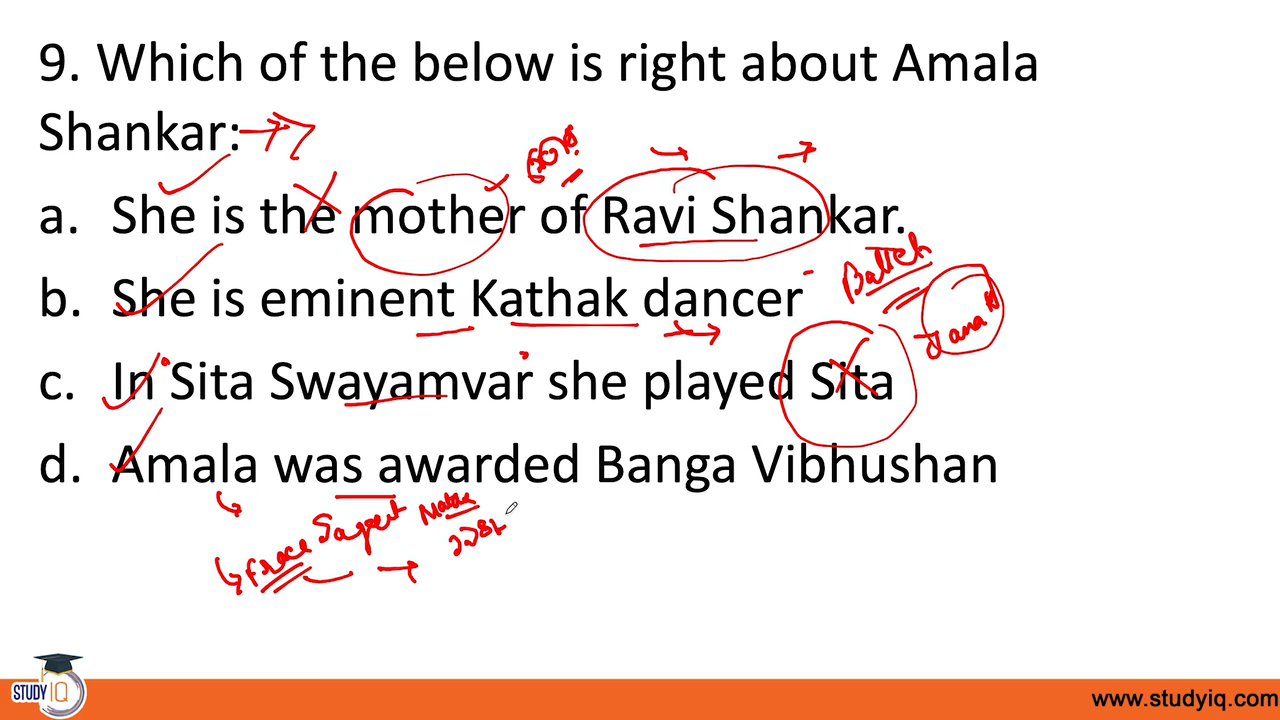 9. Which of the below is right about Amala
Shankar:
a. She is the mother of Ravi Shankar.
b. She is eminent Kathak dancer
c. In Sita Swayamvar she played Sita
d. Amala was awarded Banga Vibhushan
STUDY IQ
www.studyiq.com